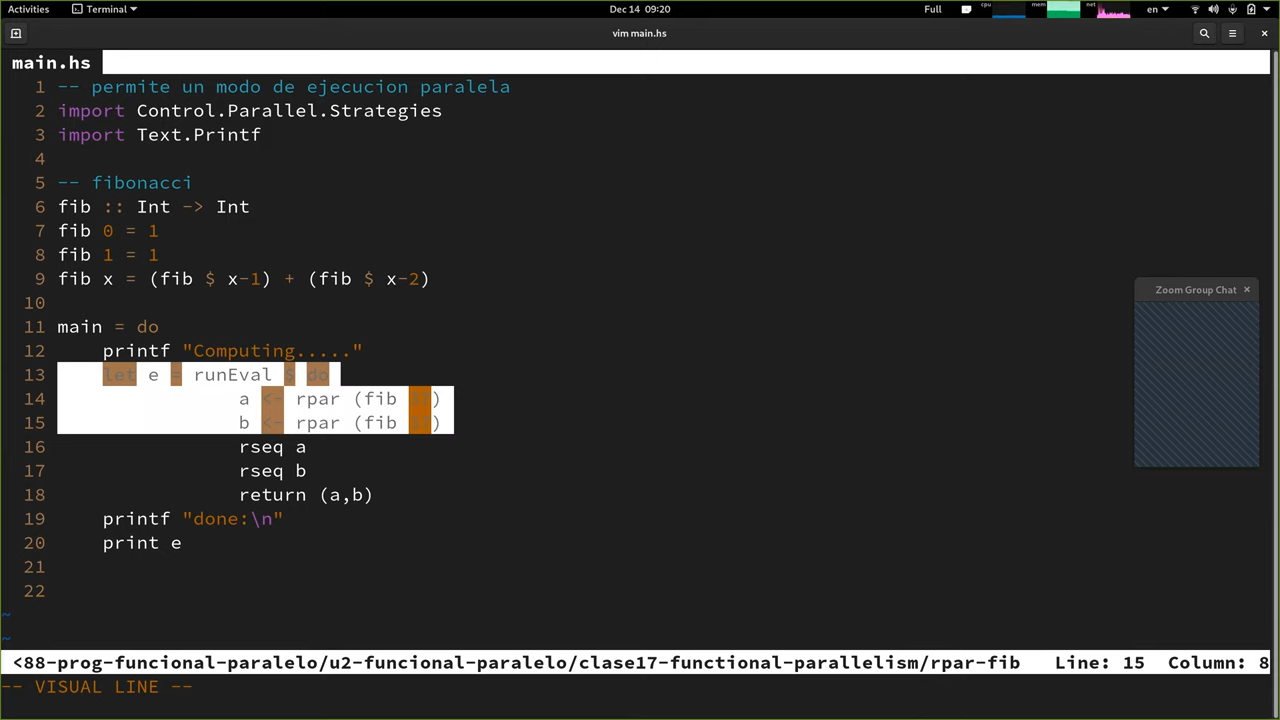 Activities Terminal Dec 14 09:20 Full cpu mem net en
vim main.hs
main.hs
1 -- permite un modo de ejecucion paralela
2 import Control.Parallel.Strategies
3 import Text.Printf
4
5 -- fibonacci
6 fib :: Int -> Int
7 fib 0 = 1
8 fib 1 = 1
9 fib x = (fib $ x-1) + (fib $ x-2)
10
11 main = do
12 printf "Computing....."
13 let e = runEval $ do
14 a <- rpar (fib )
15 b <- rpar (fib )
16 rseq a
17 rseq b
18 return (a,b)
19 printf "done:\n"
20 print e
21
22
~
~
<88-prog-funcional-paralelo/u2-funcional-paralelo/clase17-functional-parallelism/rpar-fib Line: 15 Column: 8
-- VISUAL LINE --
Zoom Group Chat ×